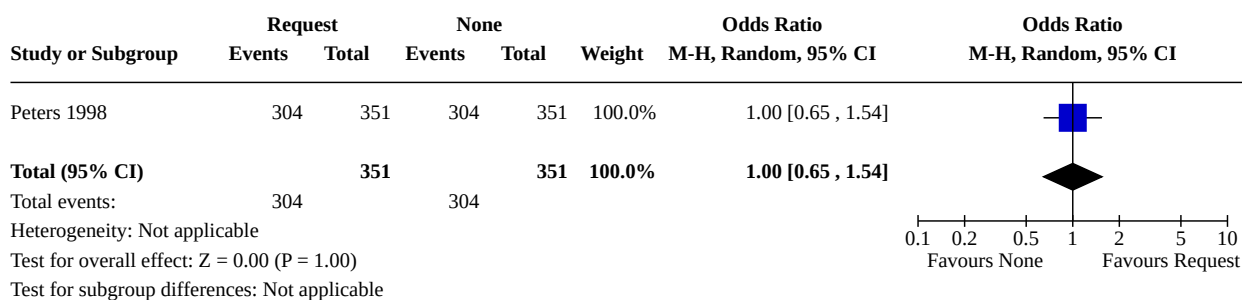 Request None Odds Ratio Odds Ratio
Study or Subgroup Events Total Events Total Weight M-H, Random, 95% CI M-H, Random, 95% CI
Peters 1998 304 351 304 351 100.0% 1.00 [0.65 , 1.54]
Total (95% CI) 351 351 100.0% 1.00 [0.65 , 1.54]
Total events: 304 304
Heterogeneity: Not applicable
0.1 0.2 0.5 1 2 5 10
Test for overall effect: Z = 0.00 (P = 1.00)
Favours None Favours Request
Test for subgroup differences: Not applicable